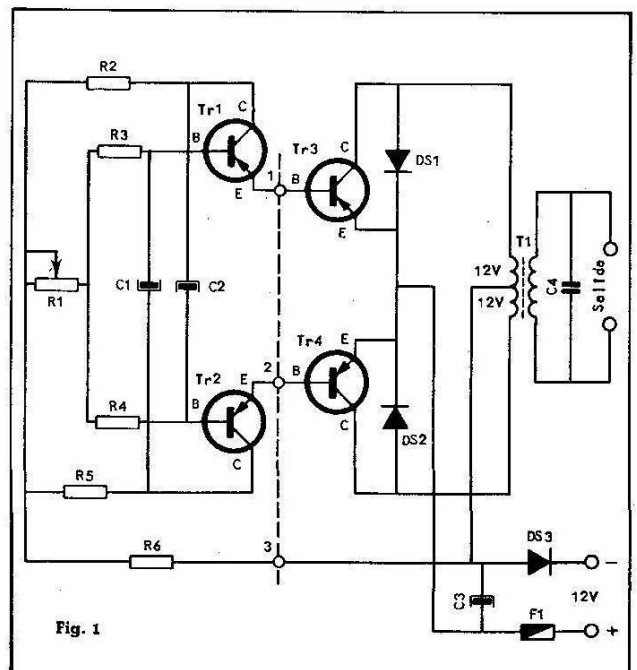 R2
C
Tr1
R3
B
Tr3
C
E
1
B
DS1
E
T1
R1
C1
C2
12V
12V
C4
Salida
Tr4
E
Tr2
E
2
B
R4
B
C
DS2
R5
C
R6
3
DS3
-
C3
12V
F1
+
Fig. 1